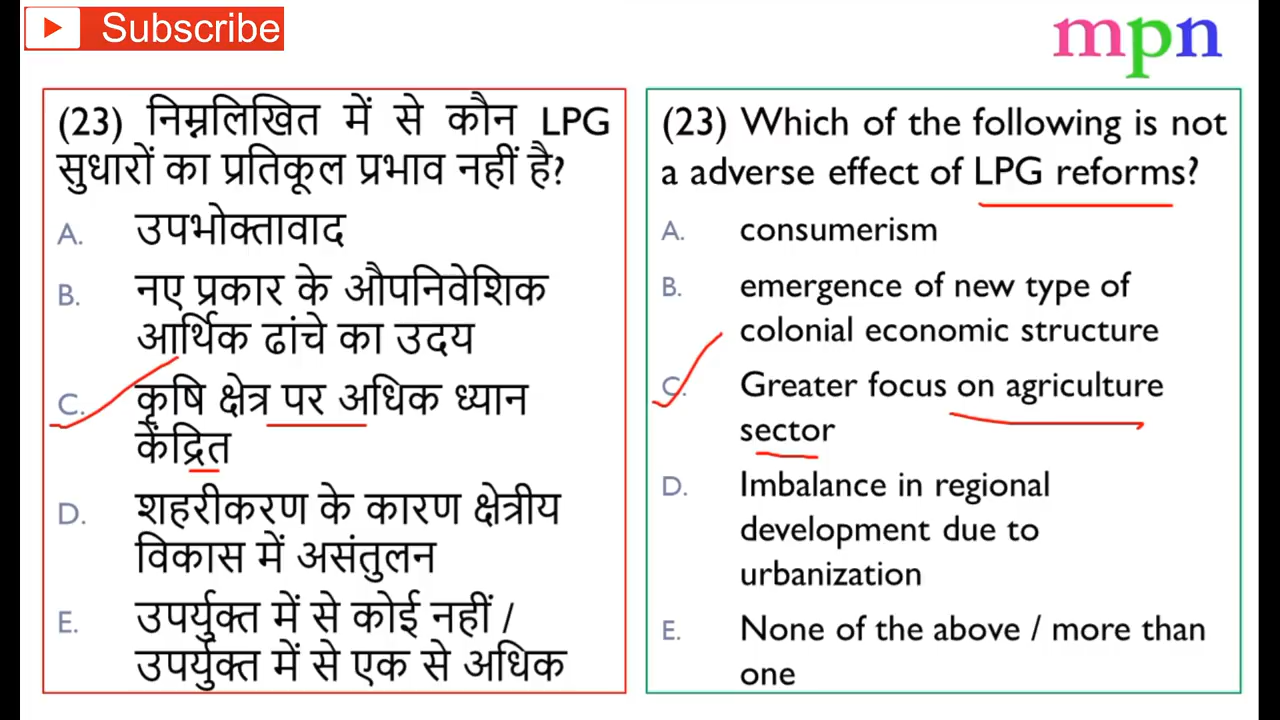 Subscribe
mpn
(23) निम्नलिखित में से कौन LPG
सुधारों का प्रतिकूल प्रभाव नहीं है?
A. उपभोक्तावाद
B. नए प्रकार के औपनिवेशिक
आर्थिक ढांचे का उदय
C. कृषि क्षेत्र पर अधिक ध्यान
केंद्रित
D. शहरीकरण के कारण क्षेत्रीय
विकास में असंतुलन
E. उपर्युक्त में से कोई नहीं /
उपर्युक्त में से एक से अधिक
(23) Which of the following is not
a adverse effect of LPG reforms?
A. consumerism
B. emergence of new type of
colonial economic structure
C. Greater focus on agriculture
sector
D. Imbalance in regional
development due to
urbanization
E. None of the above / more than
one